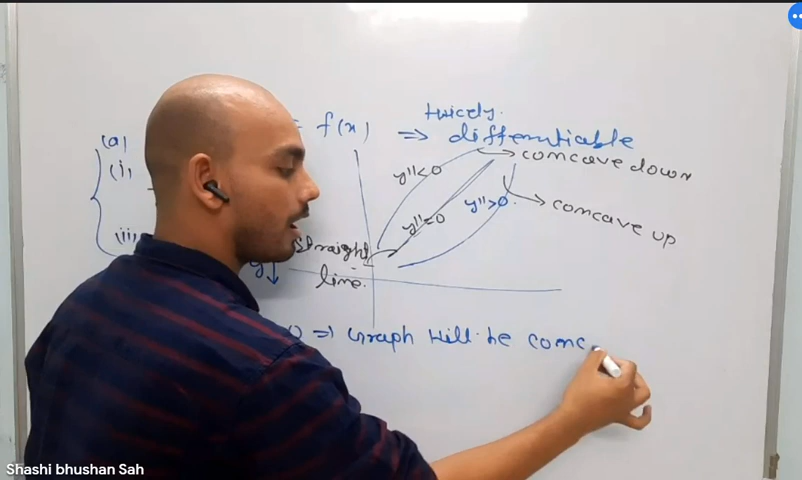 (a)
= f(x) ⇒ twicely
differentiable
(i)
y''<0
concave down
y''=0
y''>0
concave up
(ii)
straight
line
y↓
0 ⇒ Graph will be conc
Shashi bhushan Sah